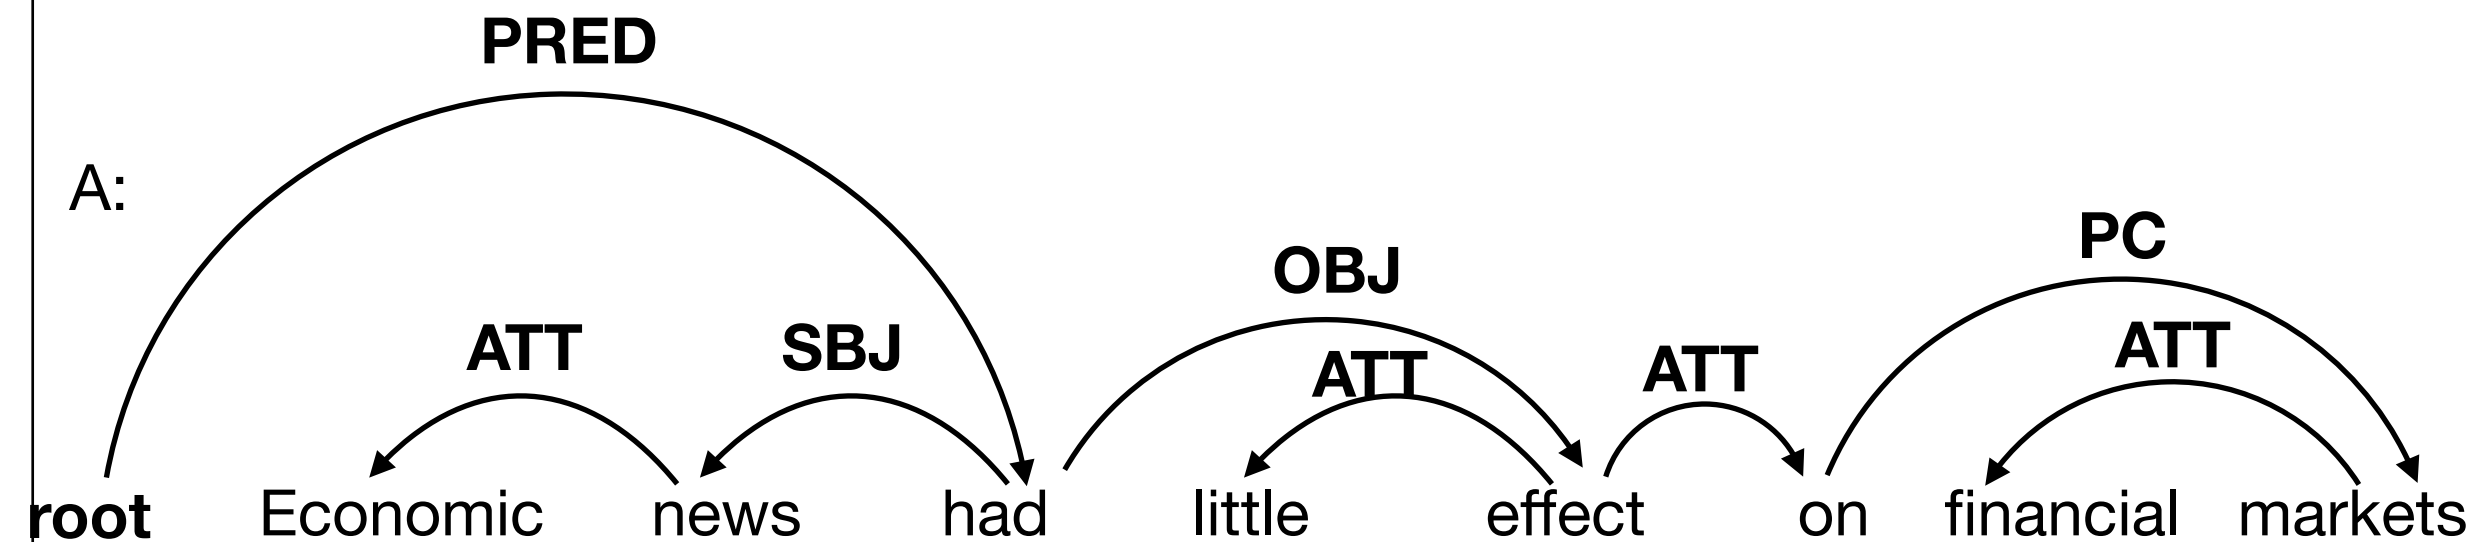 PRED
A:
PC
OBJ
ATT SBJ ATT ATT ATT
root Economic news had little effect on financial markets